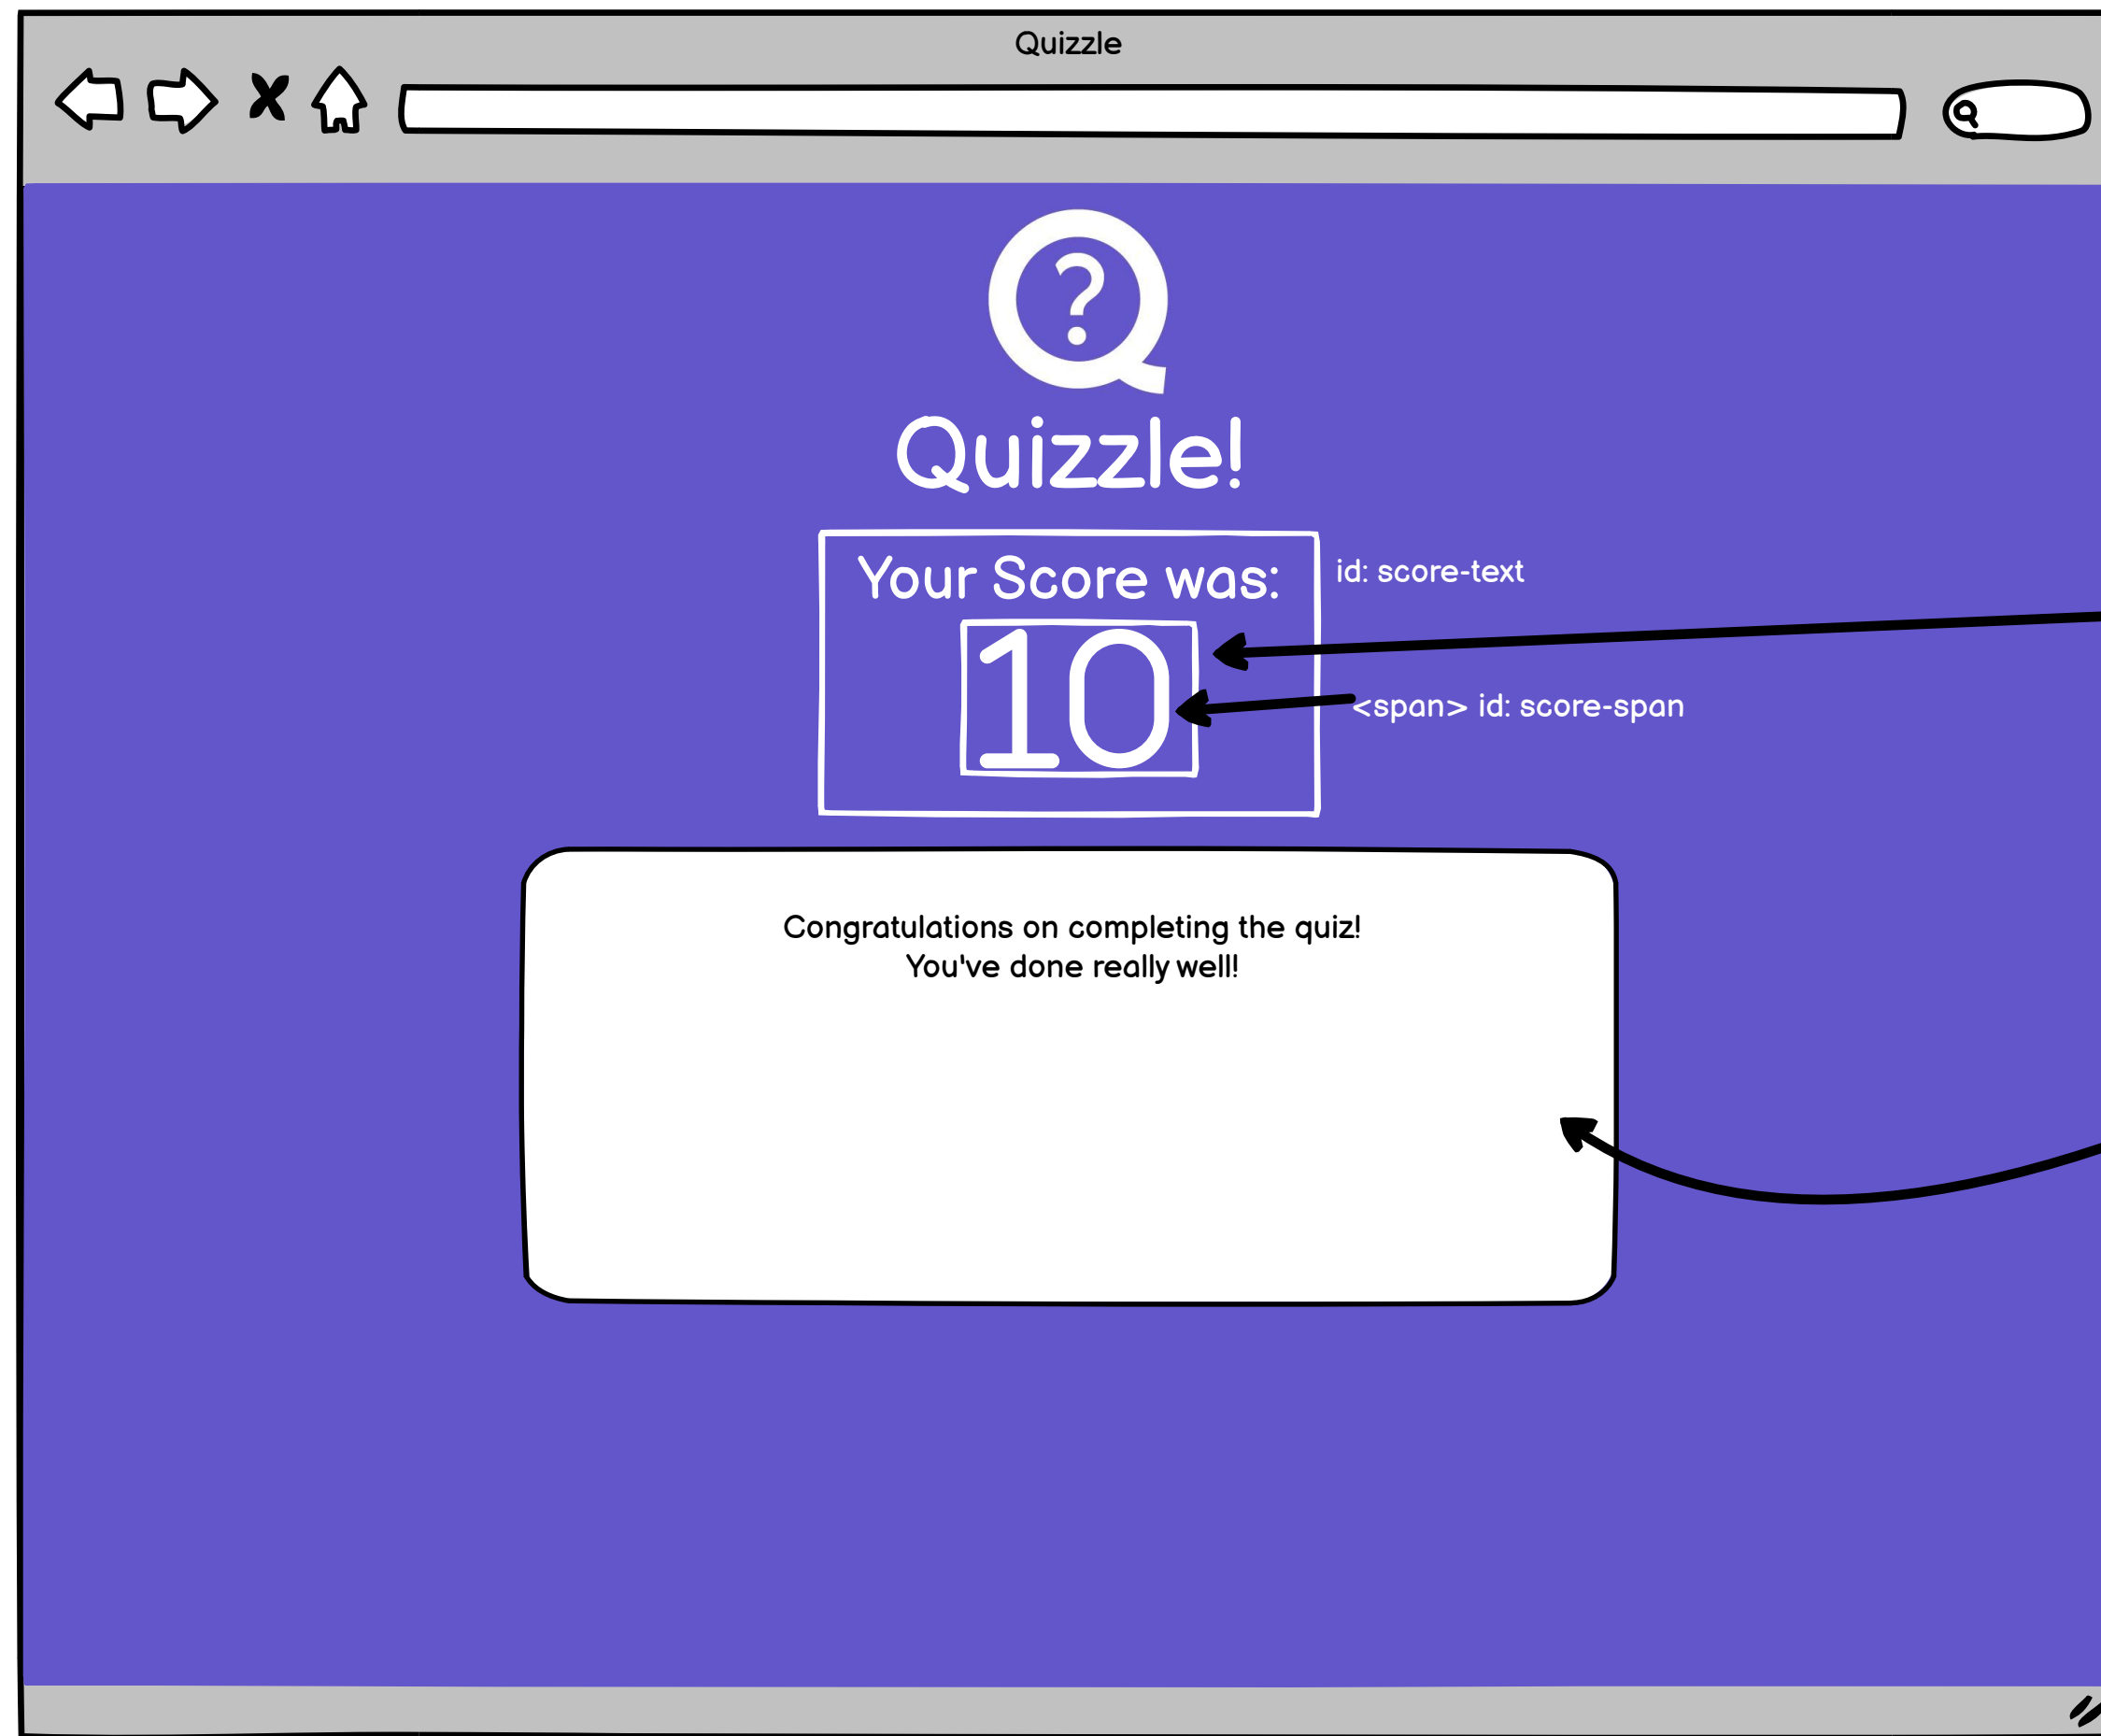 Quizzle
Q?
Quizzle!
Your Score was:
id: score-text
10
<span> id: score-span
Congratulations on completing the quiz!
You've done really well!